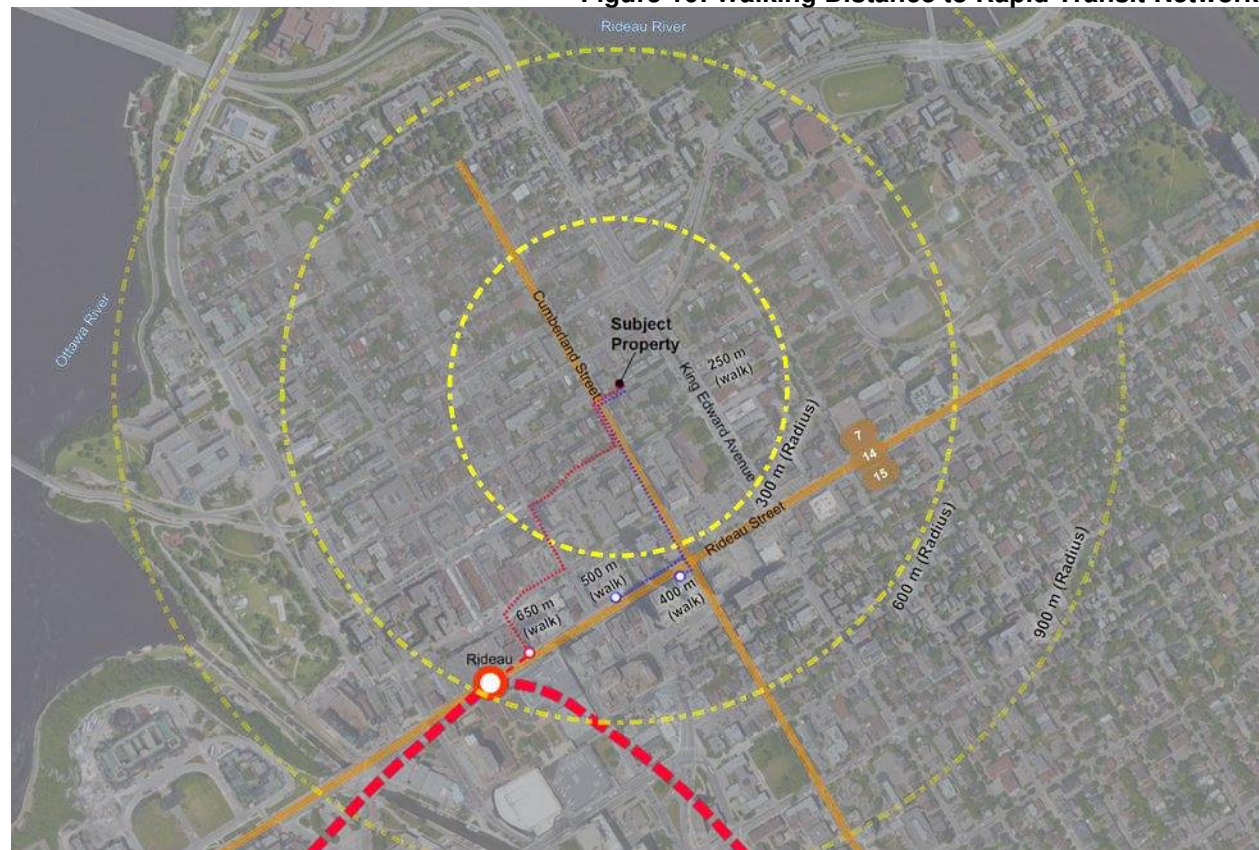 Figure 10: Walking Distance to Rapid Transit Network
Rideau River
Ottawa River
Cumberland Street
Subject
Property
250 m
(walk)
King Edward Avenue
300 m (Radius)
7
14
15
Rideau Street
600 m (Radius)
900 m (Radius)
500 m
(walk)
400 m
(walk)
650 m
(walk)
Rideau